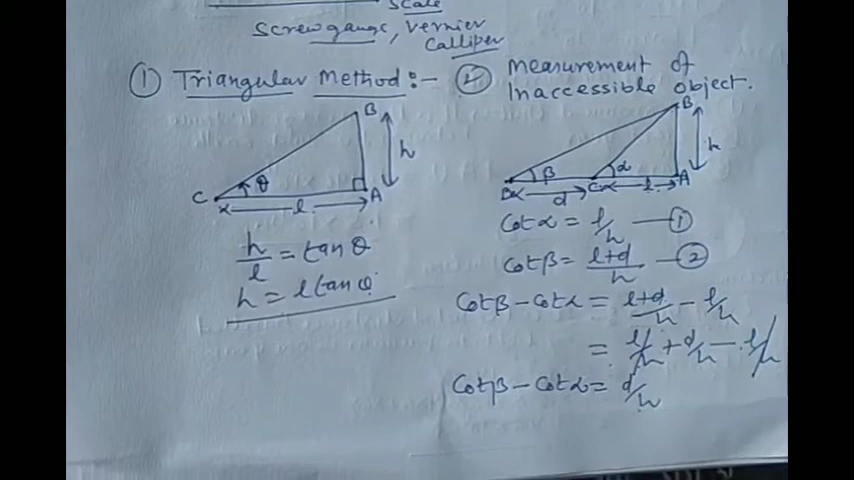 Scale
Screw gauge, Vernier
Calliper
① Triangular Method :-
B
h
C
θ
A
x
l
h/l = tan θ
h = l tan θ
② Measurement of
Inaccessible object.
B
h
β
α
D
C
A
d
l
Cot α = l/h — ①
Cot β = l+d/h — ②
Cot β - Cot α = l+d/h - l/h
= l/h + d/h - l/h
Cot β - Cot α = d/h